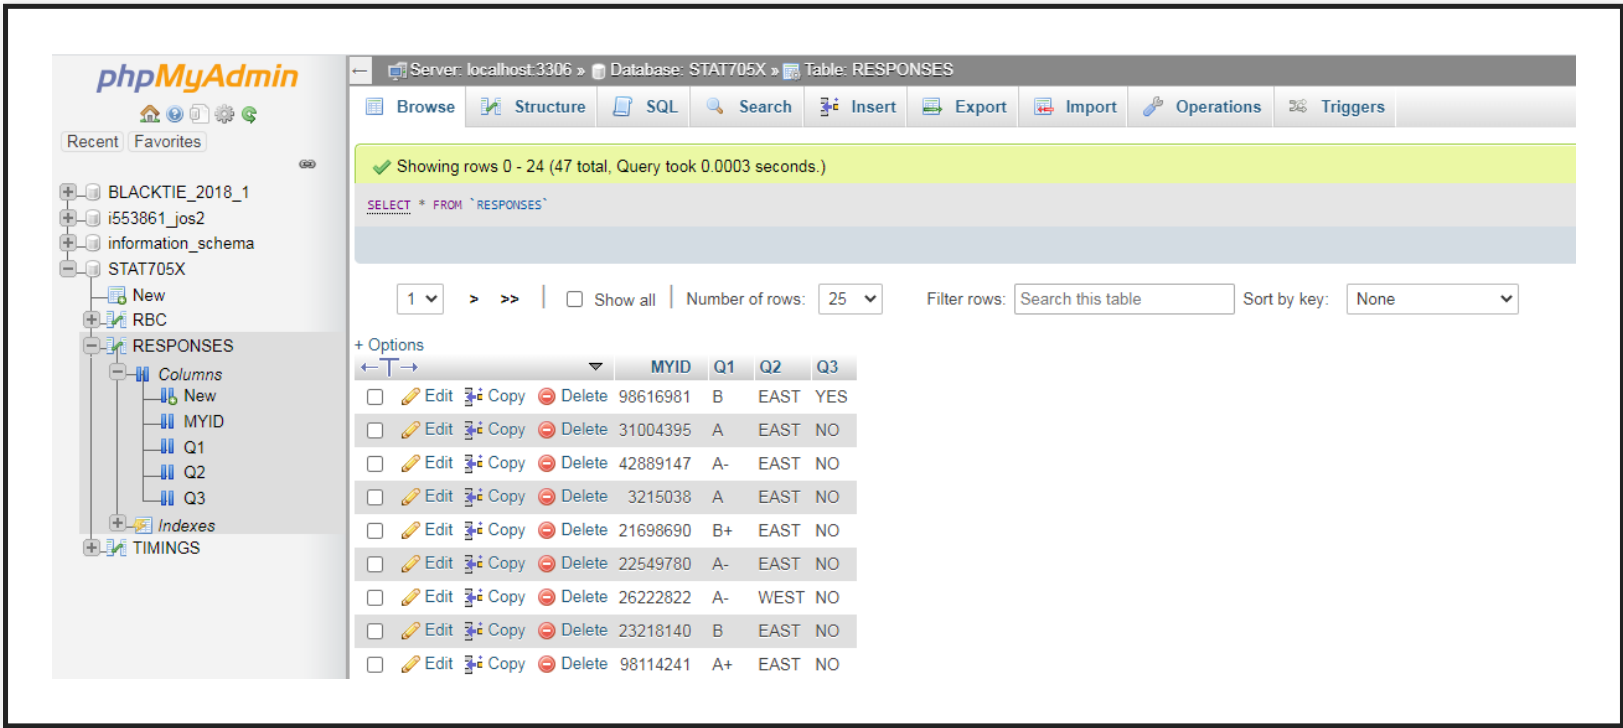 phpMyAdmin
Recent Favorites
BLACKTIE_2018_1
i553861_jos2
information_schema
STAT705X
New
RBC
RESPONSES
Columns
New
MYID
Q1
Q2
Q3
Indexes
TIMINGS
Server: localhost:3306 » Database: STAT705X » Table: RESPONSES
Browse Structure SQL Search Insert Export Import Operations Triggers
Showing rows 0 - 24 (47 total, Query took 0.0003 seconds.)
SELECT * FROM `RESPONSES`
1 > >> Show all Number of rows: 25 Filter rows: Search this table Sort by key: None
+ Options
MYID Q1 Q2 Q3
Edit Copy Delete 98616981 B EAST YES
Edit Copy Delete 31004395 A EAST NO
Edit Copy Delete 42889147 A- EAST NO
Edit Copy Delete 3215038 A EAST NO
Edit Copy Delete 21698690 B+ EAST NO
Edit Copy Delete 22549780 A- EAST NO
Edit Copy Delete 26222822 A- WEST NO
Edit Copy Delete 23218140 B EAST NO
Edit Copy Delete 98114241 A+ EAST NO